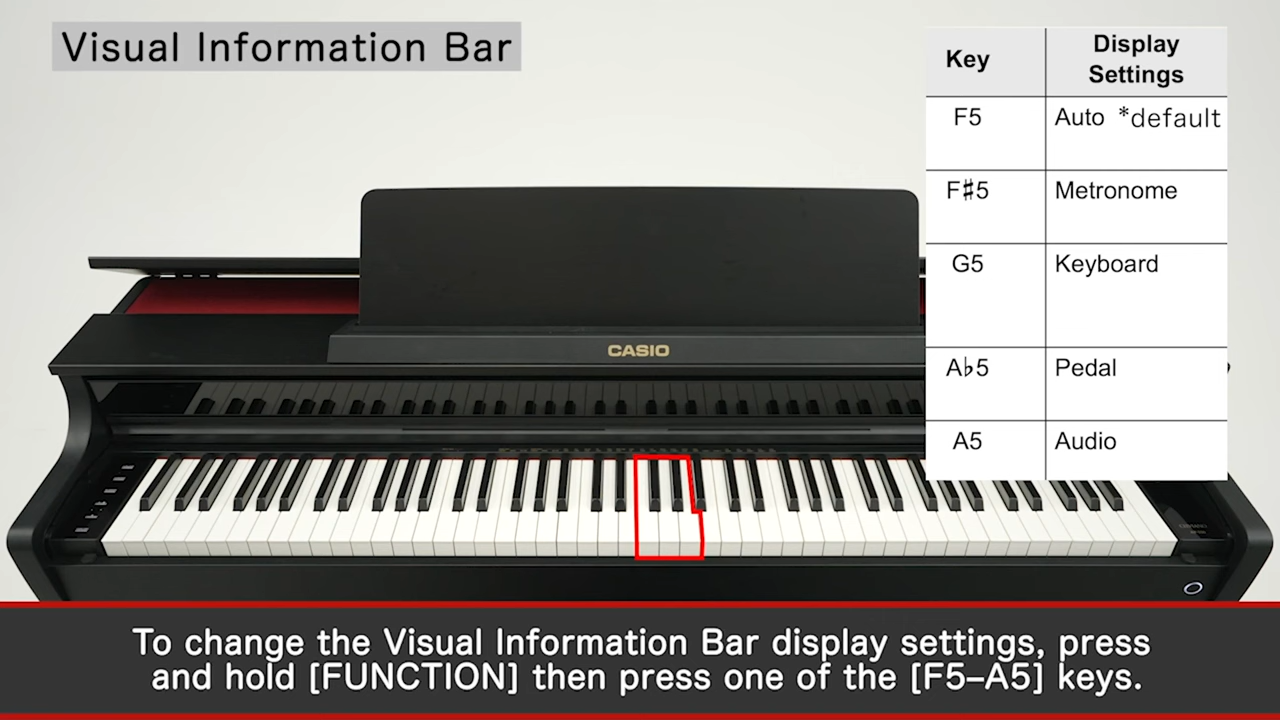 Visual Information Bar
Key
Display
Settings
F5
Auto *default
F♯5
Metronome
G5
Keyboard
A♭5
Pedal
A5
Audio
CASIO
To change the Visual Information Bar display settings, press
and hold [FUNCTION] then press one of the [F5–A5] keys.